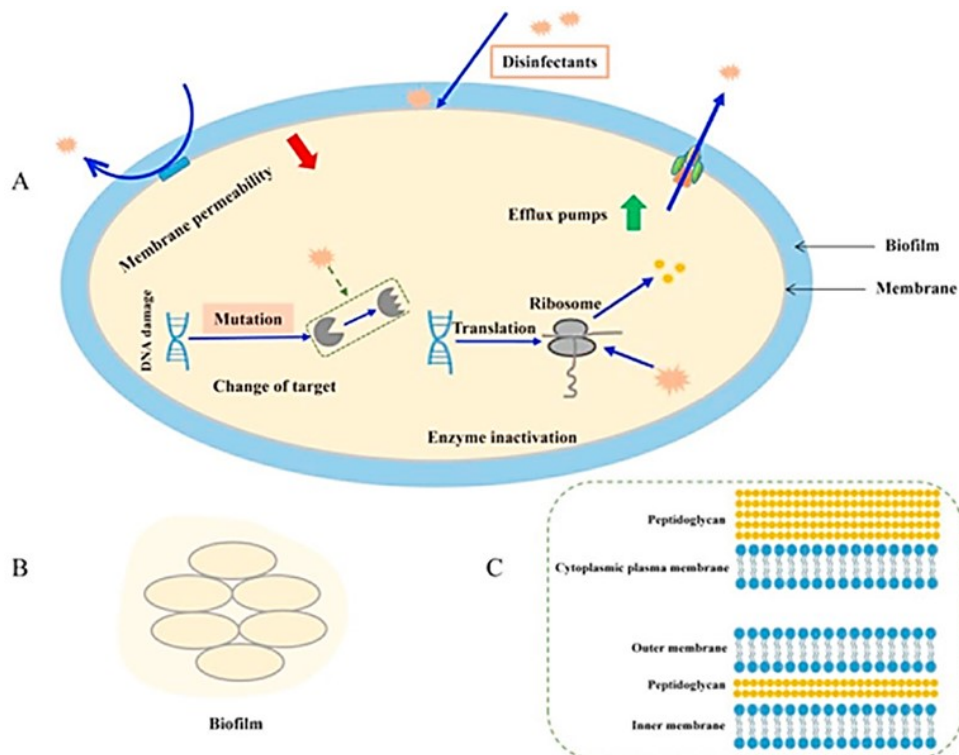 Disinfectants
A
Membrane permeability
Efflux pumps
Biofilm
Membrane
DNA damage
Mutation
Ribosome
Translation
Change of target
Enzyme inactivation
B
Biofilm
C
Peptidoglycan
Cytoplasmic plasma membrane
Outer membrane
Peptidoglycan
Inner membrane